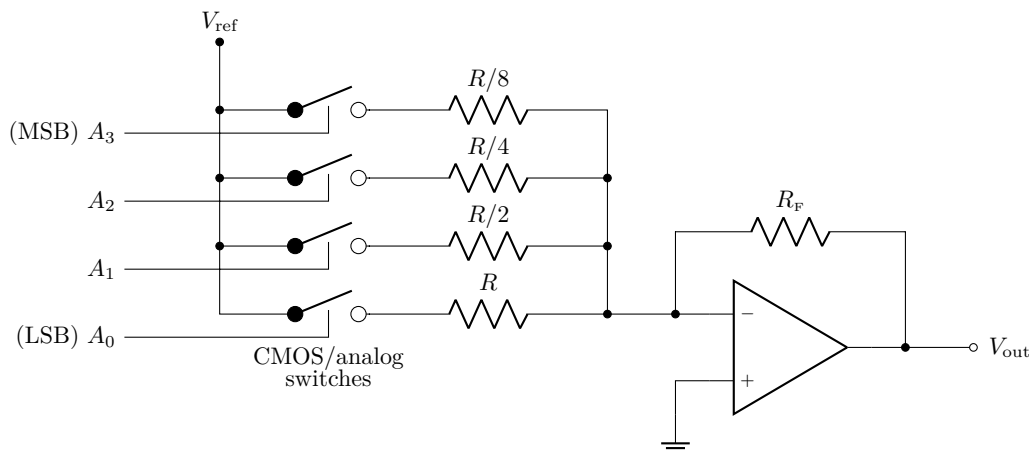 V_ref
R/8
(MSB) A_3
R/4
A_2
R/2
R_F
A_1
R
−
(LSB) A_0
CMOS/analog
switches
V_out
+